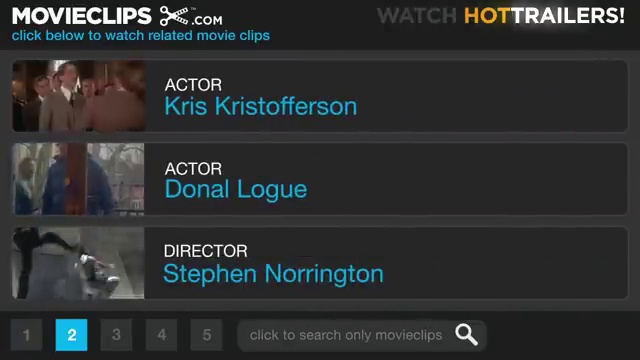 MOVIECLIPS .COM
WATCH HOTTRAILERS!
click below to watch related movie clips
ACTOR
Kris Kristofferson
ACTOR
Donal Logue
DIRECTOR
Stephen Norrington
1 2 3 4 5 click to search only movieclips